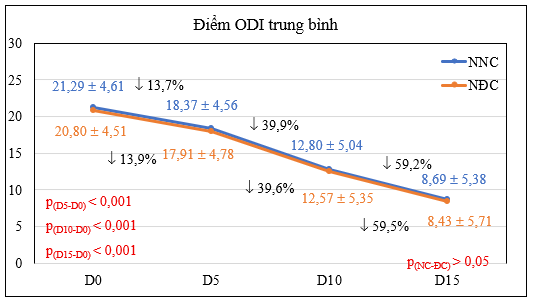 Điểm ODI trung bình
30
25
20
15
10
5
0
NNC
NĐC
21,29 ± 4,61
↓ 13,7%
18,37 ± 4,56
↓ 39,9%
12,80 ± 5,04
↓ 59,2%
8,69 ± 5,38
20,80 ± 4,51
↓ 13,9%
17,91 ± 4,78
↓ 39,6%
12,57 ± 5,35
↓ 59,5%
8,43 ± 5,71
p(D5-D0) < 0,001
p(D10-D0) < 0,001
p(D15-D0) < 0,001
p(NC-ĐC) > 0,05
D0 D5 D10 D15